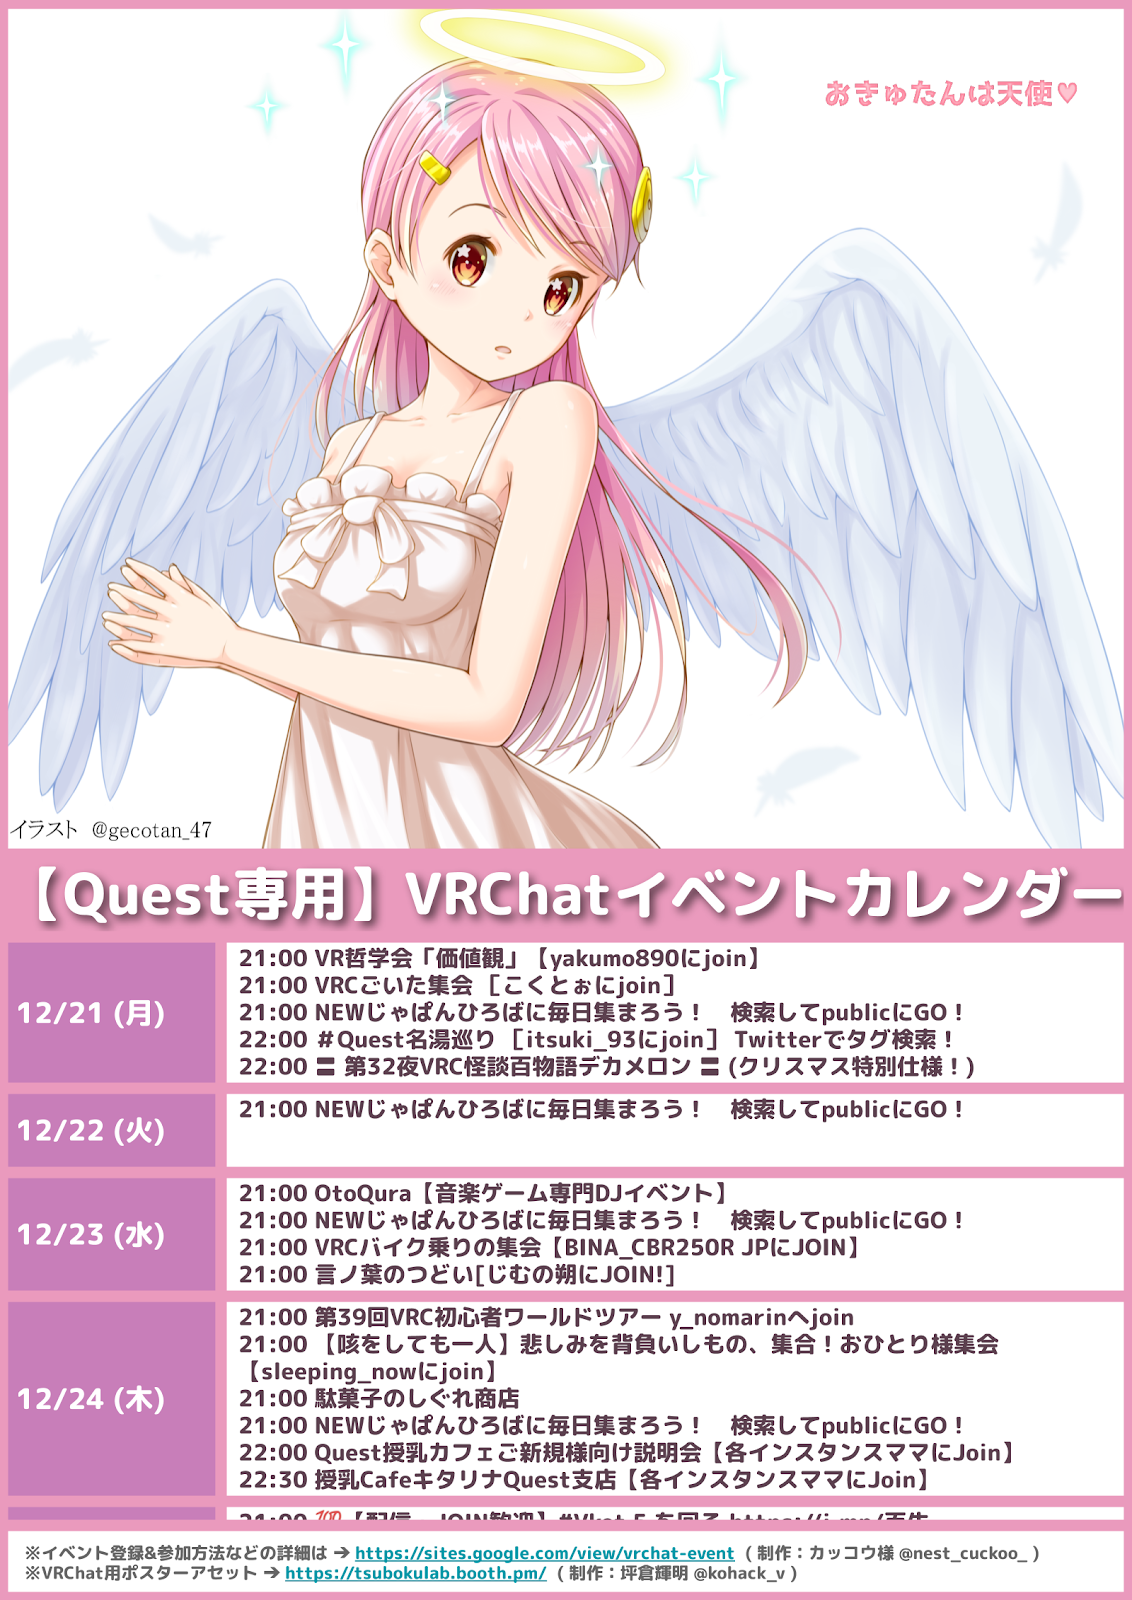 おきゅたんは天使♥
イラスト @gecotan_47
【Quest専用】VRChatイベントカレンダー
12/21 (月)
21:00 VR哲学会「価値観」【yakumo890にjoin】
21:00 VRCごいた集会 [こくとぉにjoin]
21:00 NEWじゃぱんひろばに毎日集まろう！　検索してpublicにGO！
22:00 ＃Quest名湯巡り [itsuki_93にjoin] Twitterでタグ検索！
22:00 〓 第32夜VRC怪談百物語デカメロン 〓 (クリスマス特別仕様！)
12/22 (火)
21:00 NEWじゃぱんひろばに毎日集まろう！　検索してpublicにGO！
12/23 (水)
21:00 OtoQura【音楽ゲーム専門DJイベント】
21:00 NEWじゃぱんひろばに毎日集まろう！　検索してpublicにGO！
21:00 VRCバイク乗りの集会【BINA_CBR250R JPにJOIN】
21:00 言ノ葉のつどい[じむの朔にJOIN!]
12/24 (木)
21:00 第39回VRC初心者ワールドツアー y_nomarinへjoin
21:00 【咳をしても一人】悲しみを背負いしもの、集合！おひとり様集会
【sleeping_nowにjoin】
21:00 駄菓子のしぐれ商店
21:00 NEWじゃぱんひろばに毎日集まろう！　検索してpublicにGO！
22:00 Quest授乳カフェご新規様向け説明会【各インスタンスママにJoin】
22:30 授乳CafeキタリナQuest支店【各インスタンスママにJoin】
21:00
※イベント登録&参加方法などの詳細は ➔ https://sites.google.com/view/vrchat-event ( 制作：カッコウ様 @nest_cuckoo_ )
※VRChat用ポスターアセット ➔ https://tsubokulab.booth.pm/ ( 制作：坪倉輝明 @kohack_v )